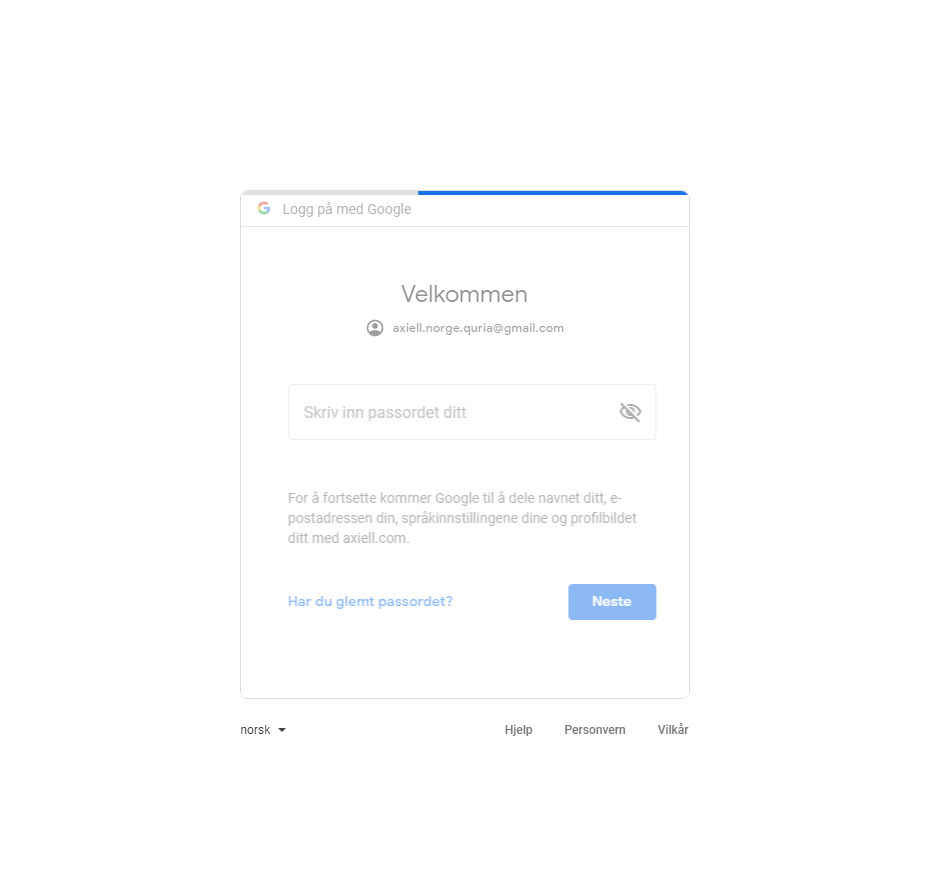 Logg på med Google
Velkommen
axiell.norge.quria@gmail.com
Skriv inn passordet ditt
For å fortsette kommer Google til å dele navnet ditt, e-
postadressen din, språkinnstillingene dine og profilbildet
ditt med axiell.com.
Har du glemt passordet?
Neste
norsk
Hjelp
Personvern
Vilkår